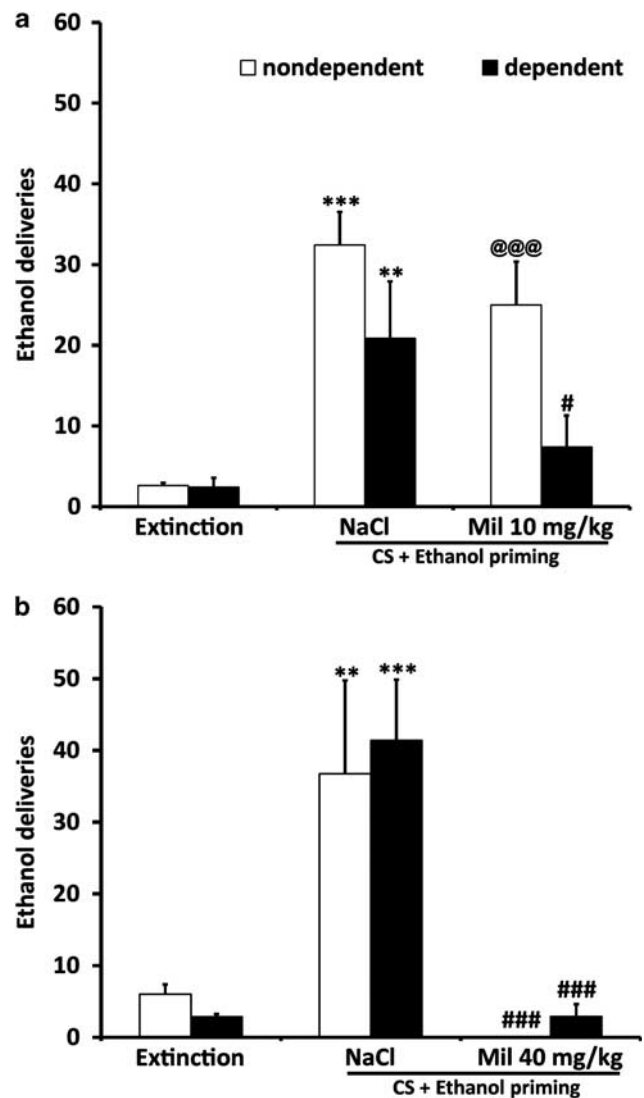 a
60
nondependent dependent
50
40
30
20
10
0
Ethanol deliveries
***
**
@@@
#
Extinction NaCl Mil 10 mg/kg
CS + Ethanol priming
b
60
50
40
30
20
10
0
Ethanol deliveries
** ***
### ###
Extinction NaCl Mil 40 mg/kg
CS + Ethanol priming